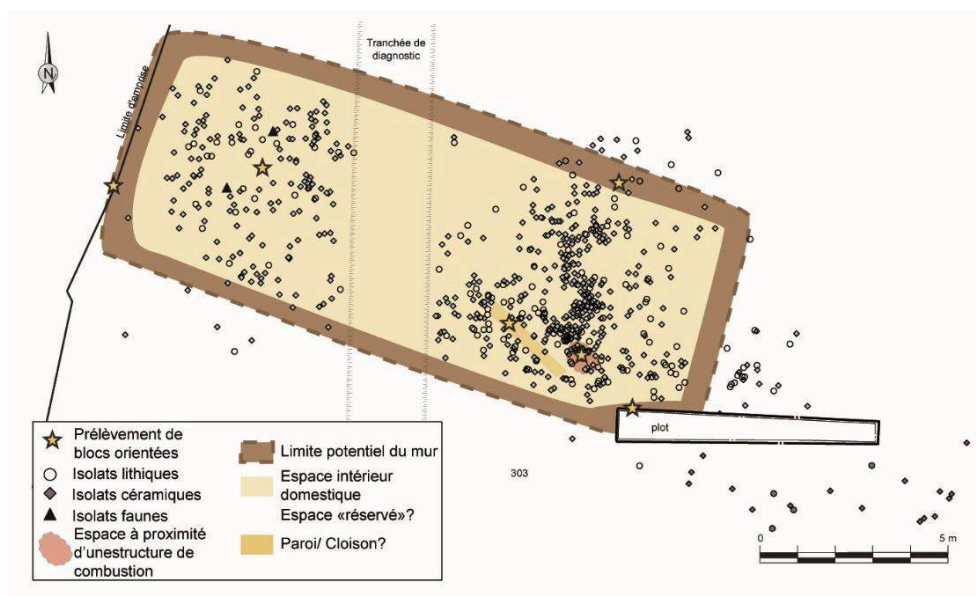 Tranchée de
diagnostic
N
Limite d'emprise
plot
303
Prélèvement de
blocs orientées
Isolats lithiques
Isolats céramiques
Isolats faunes
Espace à proximité
d'unestructure de
combustion
Limite potentiel du mur
Espace intérieur
domestique
Espace «réservé»?
Paroi/ Cloison?
0 5 m